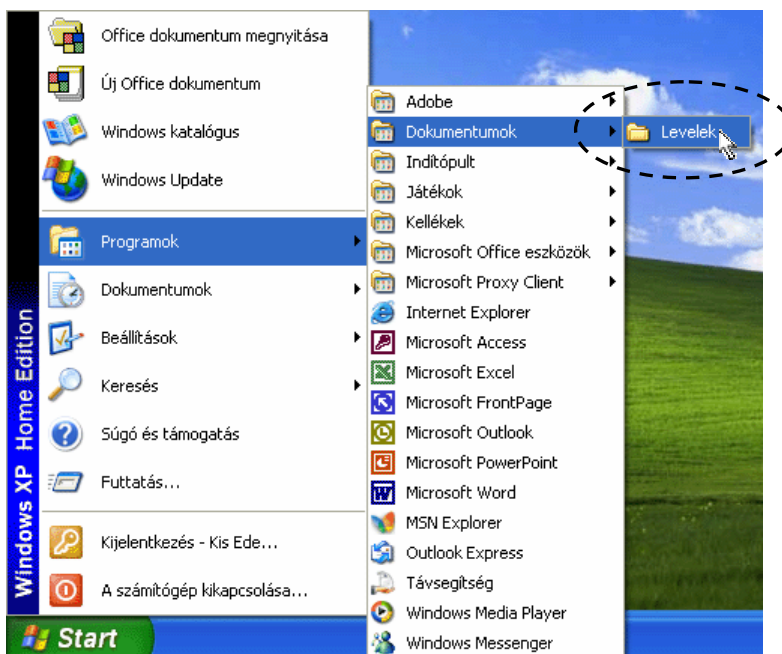 Office dokumentum megnyitása
Új Office dokumentum
Windows katalógus
Windows Update
Programok
Dokumentumok
Beállítások
Keresés
Súgó és támogatás
Futtatás...
Kijelentkezés - Kis Ede...
A számítógép kikapcsolása...
Windows XP Home Edition
Start
Adobe
Dokumentumok
Indítópult
Játékok
Kellékek
Microsoft Office eszközök
Microsoft Proxy Client
Internet Explorer
Microsoft Access
Microsoft Excel
Microsoft FrontPage
Microsoft Outlook
Microsoft PowerPoint
Microsoft Word
MSN Explorer
Outlook Express
Távsegítség
Windows Media Player
Windows Messenger
Levelek